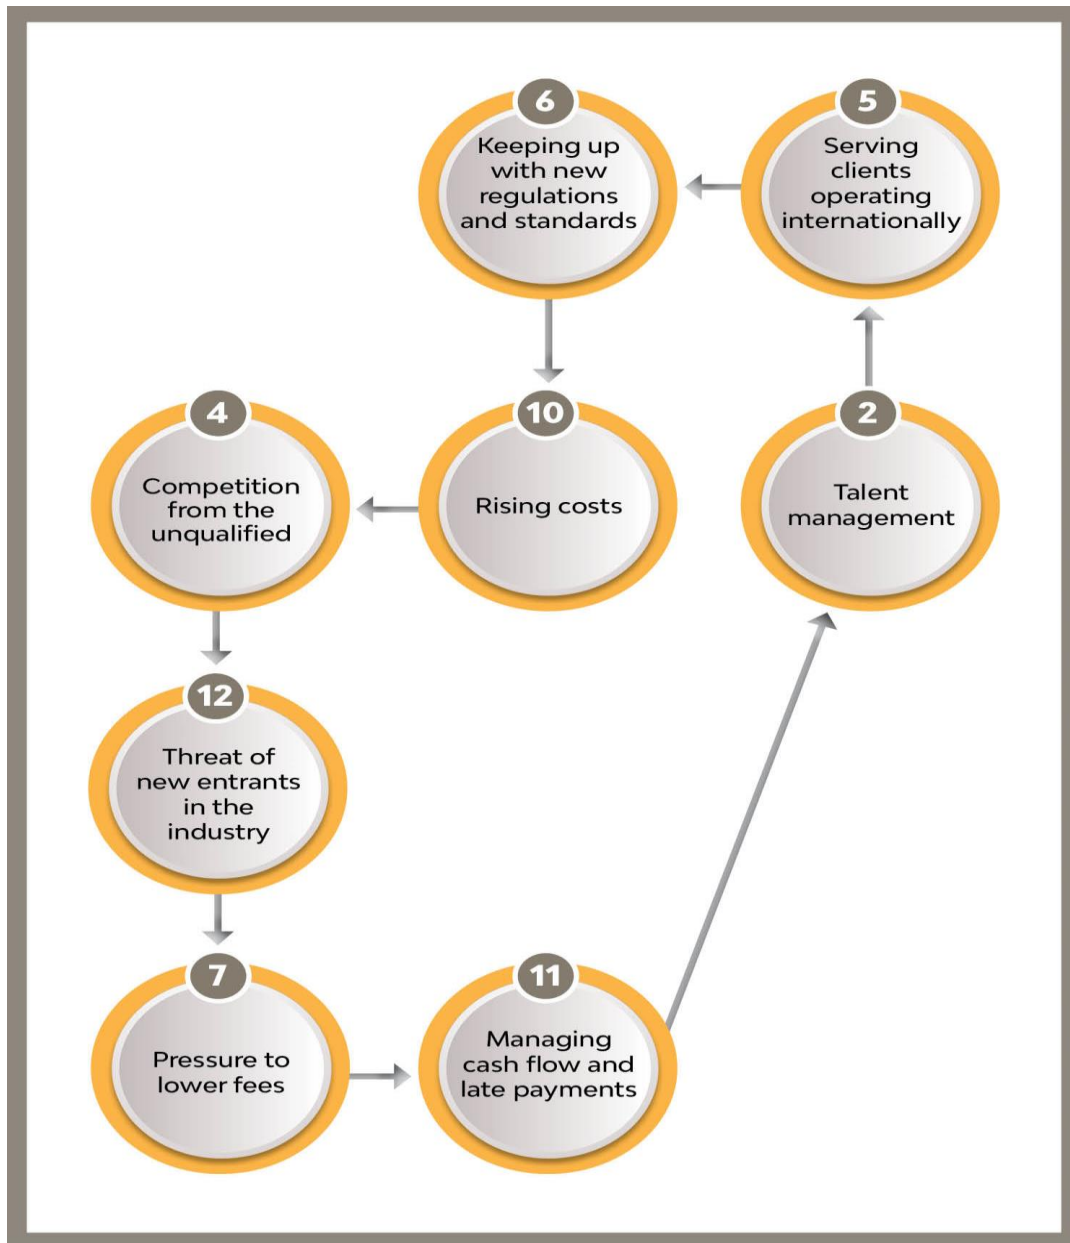 6
Keeping up
with new
regulations
and standards
5
Serving
clients
operating
internationally
4
Competition
from the
unqualified
10
Rising costs
2
Talent
management
12
Threat of
new entrants
in the
industry
7
Pressure to
lower fees
11
Managing
cash flow and
late payments